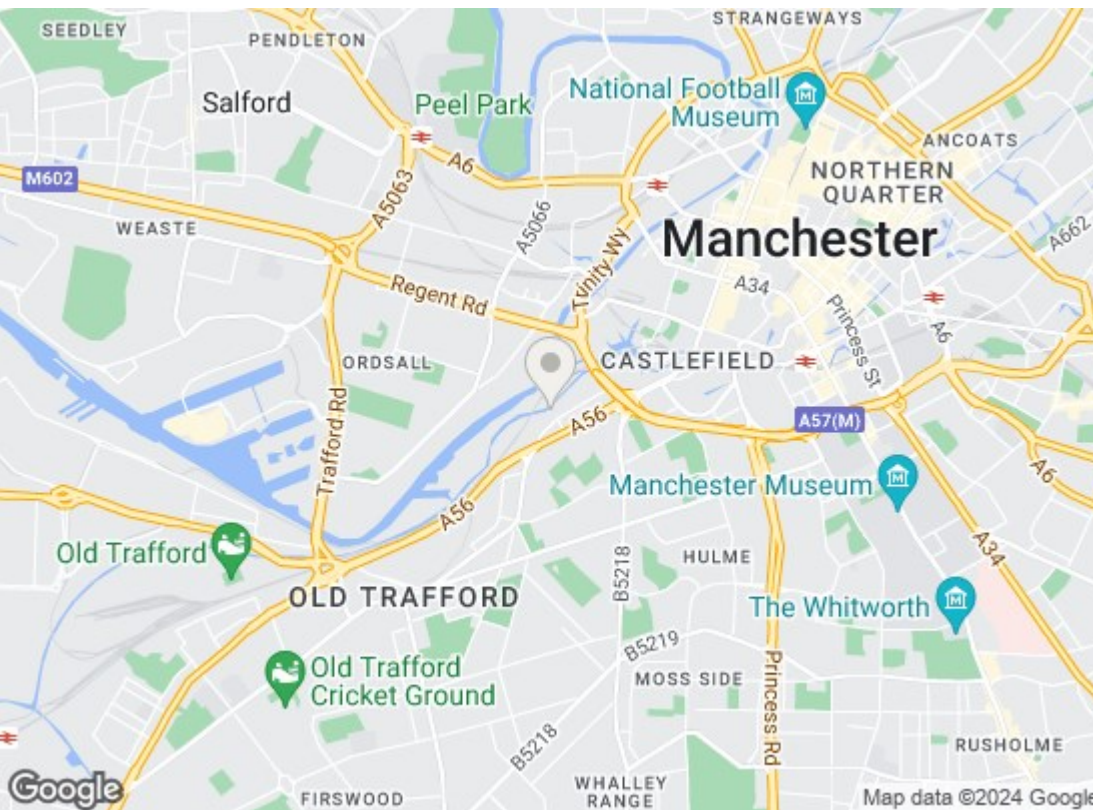 SEEDLEY
PENDLETON
STRANGEWAYS
Salford
Peel Park
National Football
Museum
ANCOATS
A6
M602
A5063
NORTHERN
QUARTER
A5066
WEASTE
Trinity Wy
Manchester
A662
A34
Regent Rd
Princess St
A6
ORDSALL
CASTLEFIELD
Trafford Rd
A56
A57(M)
A6
Manchester Museum
A56
Old Trafford
HULME
A34
B5218
OLD TRAFFORD
The Whitworth
B5219
Old Trafford
Cricket Ground
MOSS SIDE
Princess Rd
B5218
RUSHOLME
Google
FIRSWOOD
WHALLEY
RANGE
Map data ©2024 Google